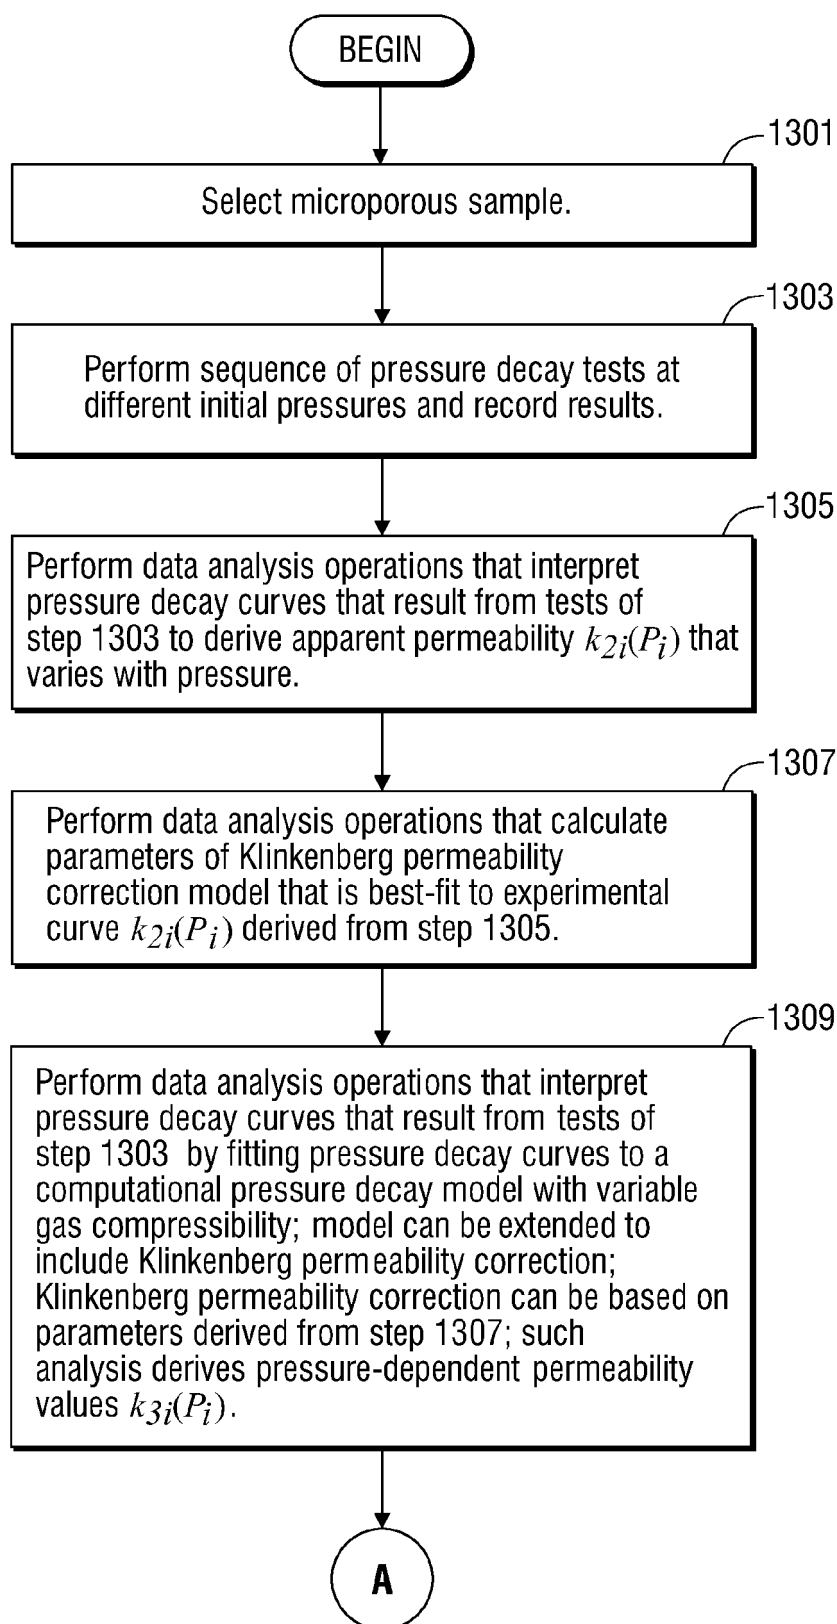 BEGIN
1301
Select microporous sample.
1303
Perform sequence of pressure decay tests at
different initial pressures and record results.
1305
Perform data analysis operations that interpret
pressure decay curves that result from tests of
step 1303 to derive apparent permeability k2i(Pi) that
varies with pressure.
1307
Perform data analysis operations that calculate
parameters of Klinkenberg permeability
correction model that is best-fit to experimental
curve k2i(Pi) derived from step 1305.
1309
Perform data analysis operations that interpret
pressure decay curves that result from tests of
step 1303 by fitting pressure decay curves to a
computational pressure decay model with variable
gas compressibility; model can be extended to
include Klinkenberg permeability correction;
Klinkenberg permeability correction can be based on
parameters derived from step 1307; such
analysis derives pressure-dependent permeability
values k3i(Pi).
A